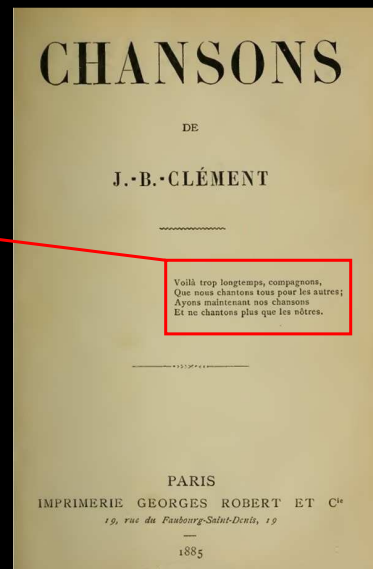 CHANSONS
DE
J.-B.-CLÉMENT
Voilà trop longtemps, compagnons,
Que nous chantons tous pour les autres;
Ayons maintenant nos chansons
Et ne chantons plus que les nôtres.
PARIS
IMPRIMERIE GEORGES ROBERT ET Cie
19, rue du Faubourg-Saint-Denis, 19
1885